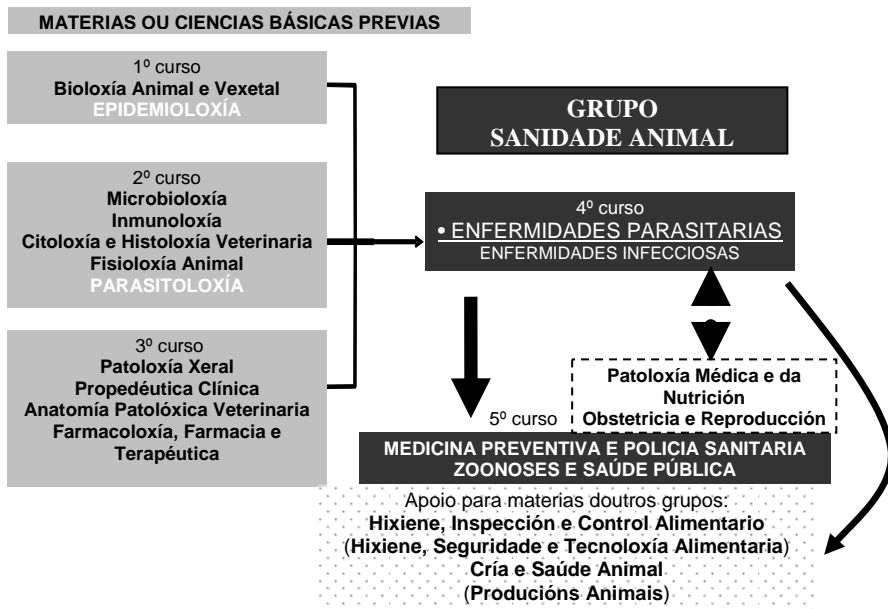 MATERIAS OU CIENCIAS BÁSICAS PREVIAS
1º curso
Bioloxía Animal e Vexetal
EPIDEMIOLOXÍA
2º curso
Microbioloxía
Inmunoloxía
Citoloxía e Histoloxía Veterinaria
Fisioloxía Animal
PARASITOLOXÍA
3º curso
Patoloxía Xeral
Propedéutica Clínica
Anatomía Patolóxica Veterinaria
Farmacoloxía, Farmacia e
Terapéutica
GRUPO
SANIDADE ANIMAL
4º curso
• ENFERMIDADES PARASITARIAS
ENFERMIDADES INFECCIOSAS
Patoloxía Médica e da
Nutrición
Obstetricia e Reproducción
5º curso
MEDICINA PREVENTIVA E POLICIA SANITARIA
ZOONOSES E SAÚDE PÚBLICA
Apoio para materias doutros grupos:
Hixiene, Inspección e Control Alimentario
(Hixiene, Seguridade e Tecnoloxía Alimentaria)
Cría e Saúde Animal
(Producións Animais)